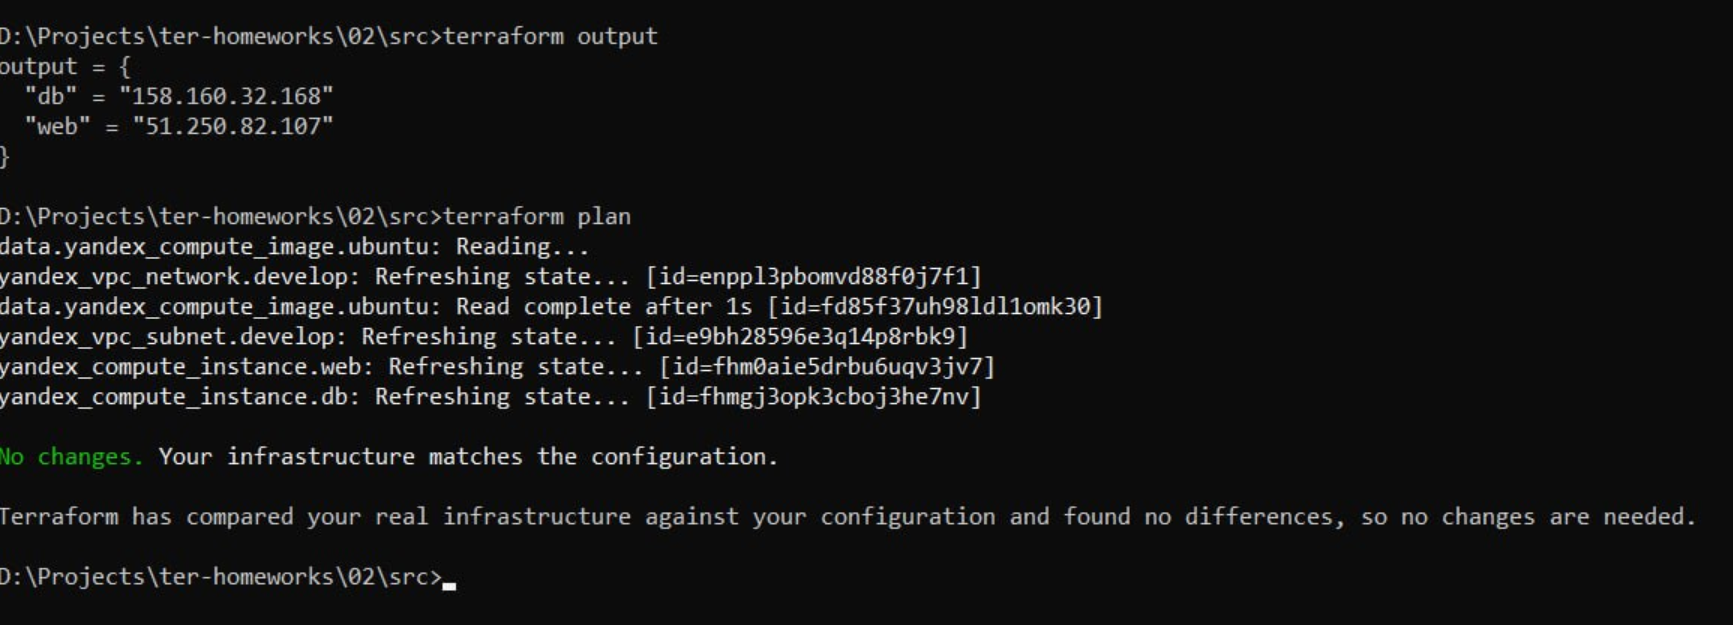 D:\Projects\ter-homeworks\02\src>terraform output
output = {
  "db" = "158.160.32.168"
  "web" = "51.250.82.107"
}
D:\Projects\ter-homeworks\02\src>terraform plan
data.yandex_compute_image.ubuntu: Reading...
yandex_vpc_network.develop: Refreshing state... [id=enppl3pbomvd88f0j7f1]
data.yandex_compute_image.ubuntu: Read complete after 1s [id=fd85f37uh98ldl1omk30]
yandex_vpc_subnet.develop: Refreshing state... [id=e9bh28596e3q14p8rbk9]
yandex_compute_instance.web: Refreshing state... [id=fhm0aie5drbu6uqv3jv7]
yandex_compute_instance.db: Refreshing state... [id=fhmgj3opk3cboj3he7nv]
No changes. Your infrastructure matches the configuration.
Terraform has compared your real infrastructure against your configuration and found no differences, so no changes are needed.
D:\Projects\ter-homeworks\02\src>